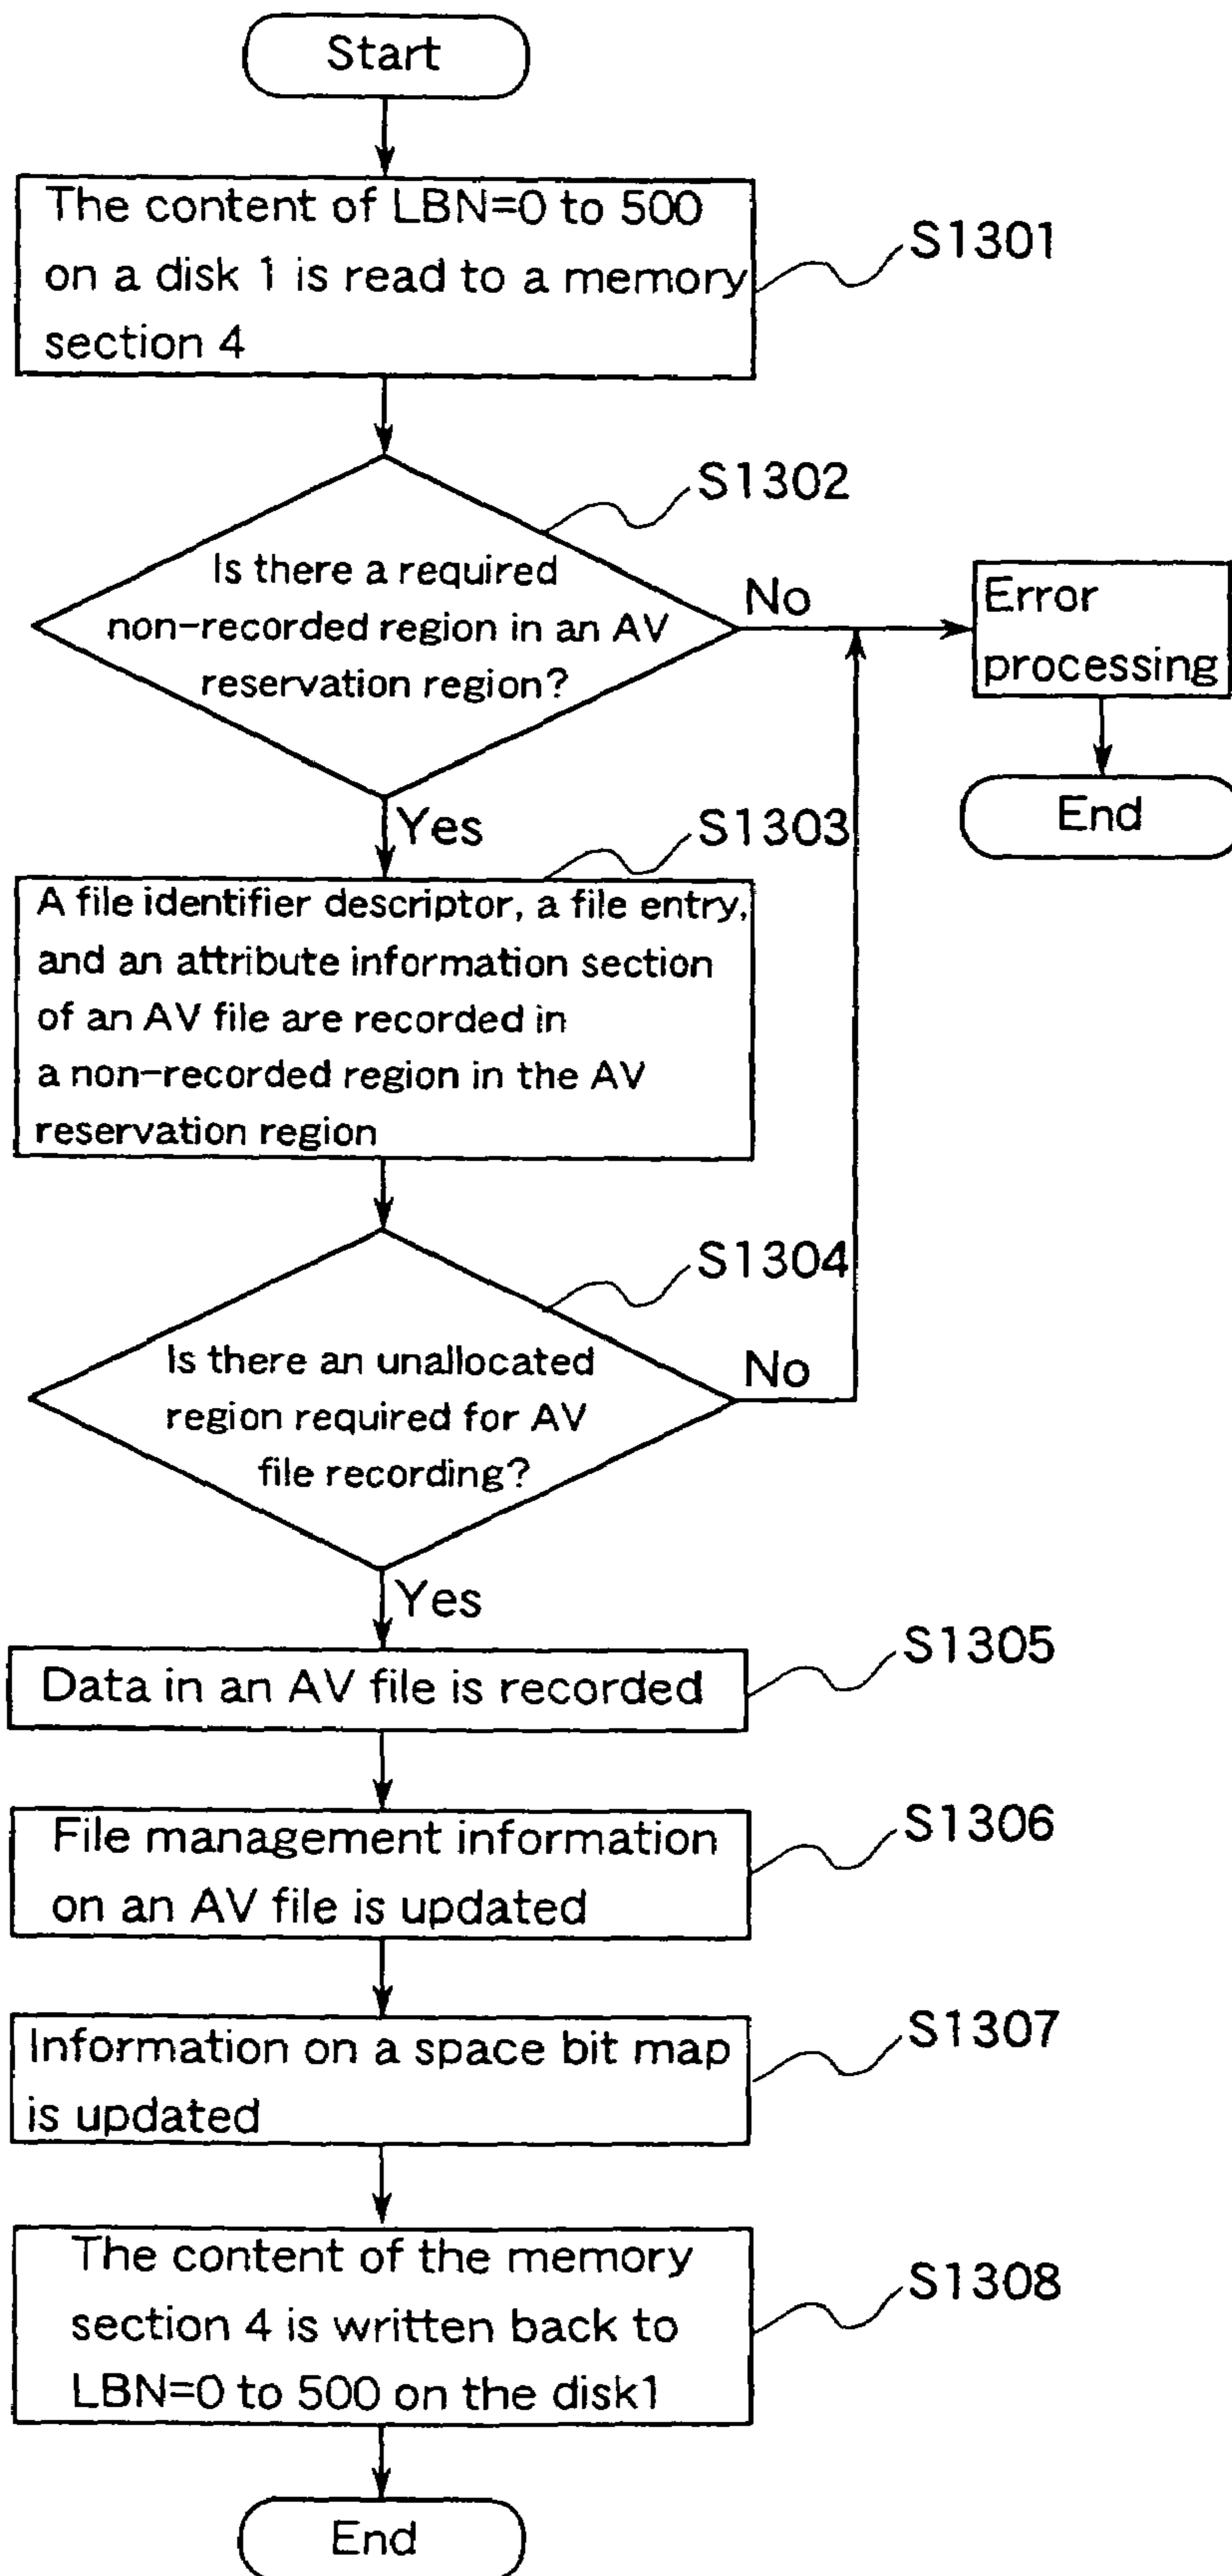 Start
The content of LBN=0 to 500
on a disk 1 is read to a memory
section 4
S1301
S1302
Is there a required
non-recorded region in an AV
reservation region?
No
Error
processing
End
Yes
S1303
A file identifier descriptor, a file entry,
and an attribute information section
of an AV file are recorded in
a non-recorded region in the AV
reservation region
S1304
Is there an unallocated
region required for AV
file recording?
No
Yes
S1305
Data in an AV file is recorded
S1306
File management information
on an AV file is updated
S1307
Information on a space bit map
is updated
The content of the memory
section 4 is written back to
LBN=0 to 500 on the disk1
S1308
End